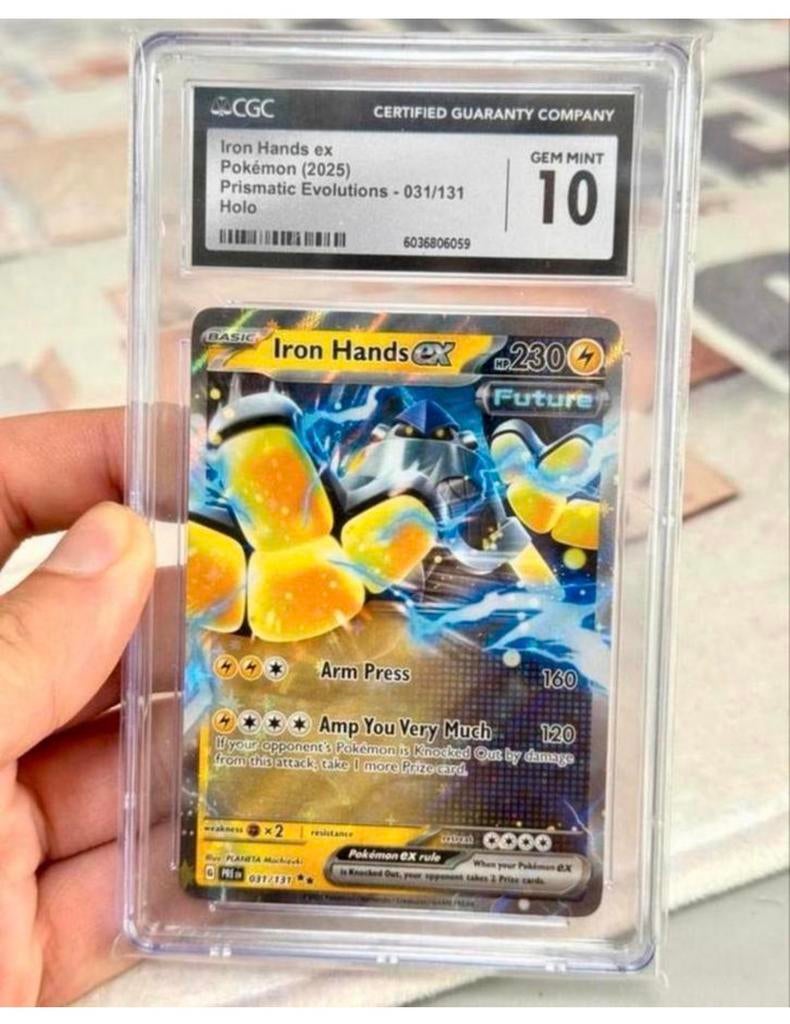 CGC CERTIFIED GUARANTY COMPANY
Iron Hands ex
Pokémon (2025)
Prismatic Evolutions - 031/131
Holo
GEM MINT
10
6036806059
BASIC Iron Hands ex HP 230
Future
Arm Press 160
Amp You Very Much 120
If your opponent's Pokémon is Knocked Out by damage
from this attack, take 1 more Prize card.
weakness ×2 resistance retreat
Illus. PLANETA Mochizuki
Pokémon ex rule
When your Pokémon ex
is Knocked Out, your opponent takes 2 Prize cards.
G PRE EN 031/131